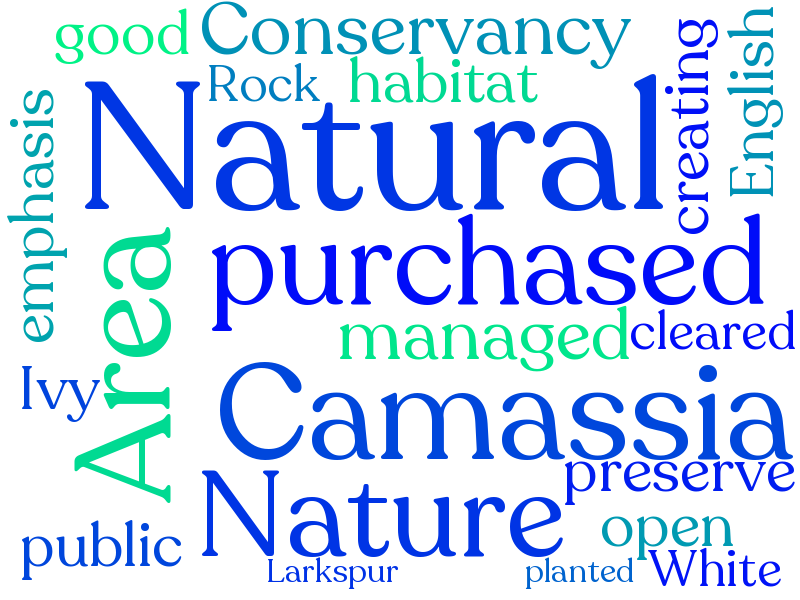 good
Conservancy
Rock
habitat
creating
English
emphasis
Natural
Area
purchased
managed
cleared
Ivy
Camassia
preserve
Nature
public
open
Larkspur
planted
White